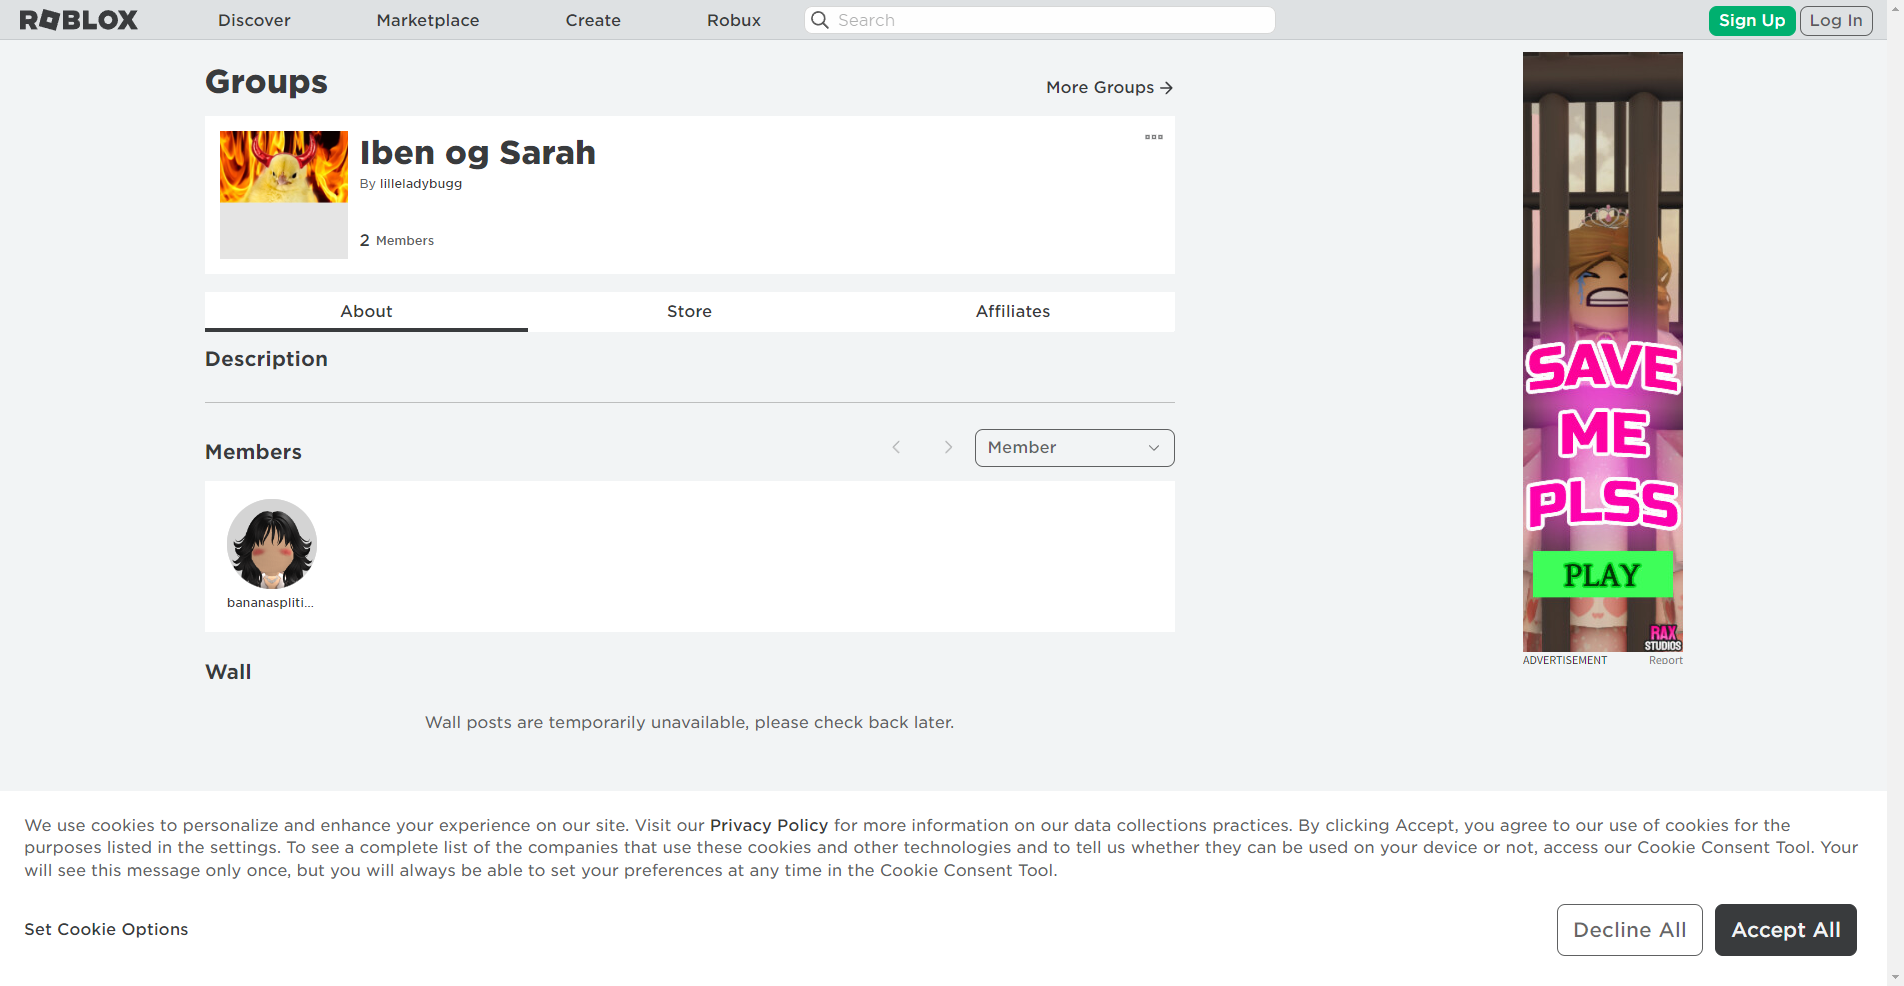 ROBLOX
Discover
Marketplace
Create
Robux
Search
Sign Up
Log In
Groups
More Groups
Iben og Sarah
By lilleladybugg
2 Members
About
Store
Affiliates
Description
Members
Member
bananaspliti...
Wall
Wall posts are temporarily unavailable, please check back later.
SAVE
ME
PLSS
PLAY
RAX
STUDIOS
ADVERTISEMENT
Report
We use cookies to personalize and enhance your experience on our site. Visit our Privacy Policy for more information on our data collections practices. By clicking Accept, you agree to our use of cookies for the
purposes listed in the settings. To see a complete list of the companies that use these cookies and other technologies and to tell us whether they can be used on your device or not, access our Cookie Consent Tool. Your
will see this message only once, but you will always be able to set your preferences at any time in the Cookie Consent Tool.
Set Cookie Options
Decline All
Accept All